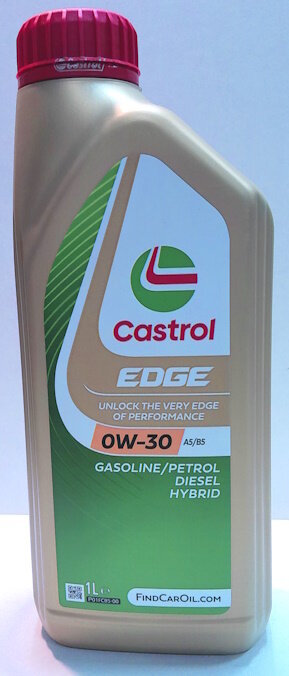 Castrol
Castrol
EDGE
UNLOCK THE VERY EDGE
OF PERFORMANCE
0W-30 A5/B5
GASOLINE/PETROL
DIESEL
HYBRID
1L e
FINDCAROIL.COM